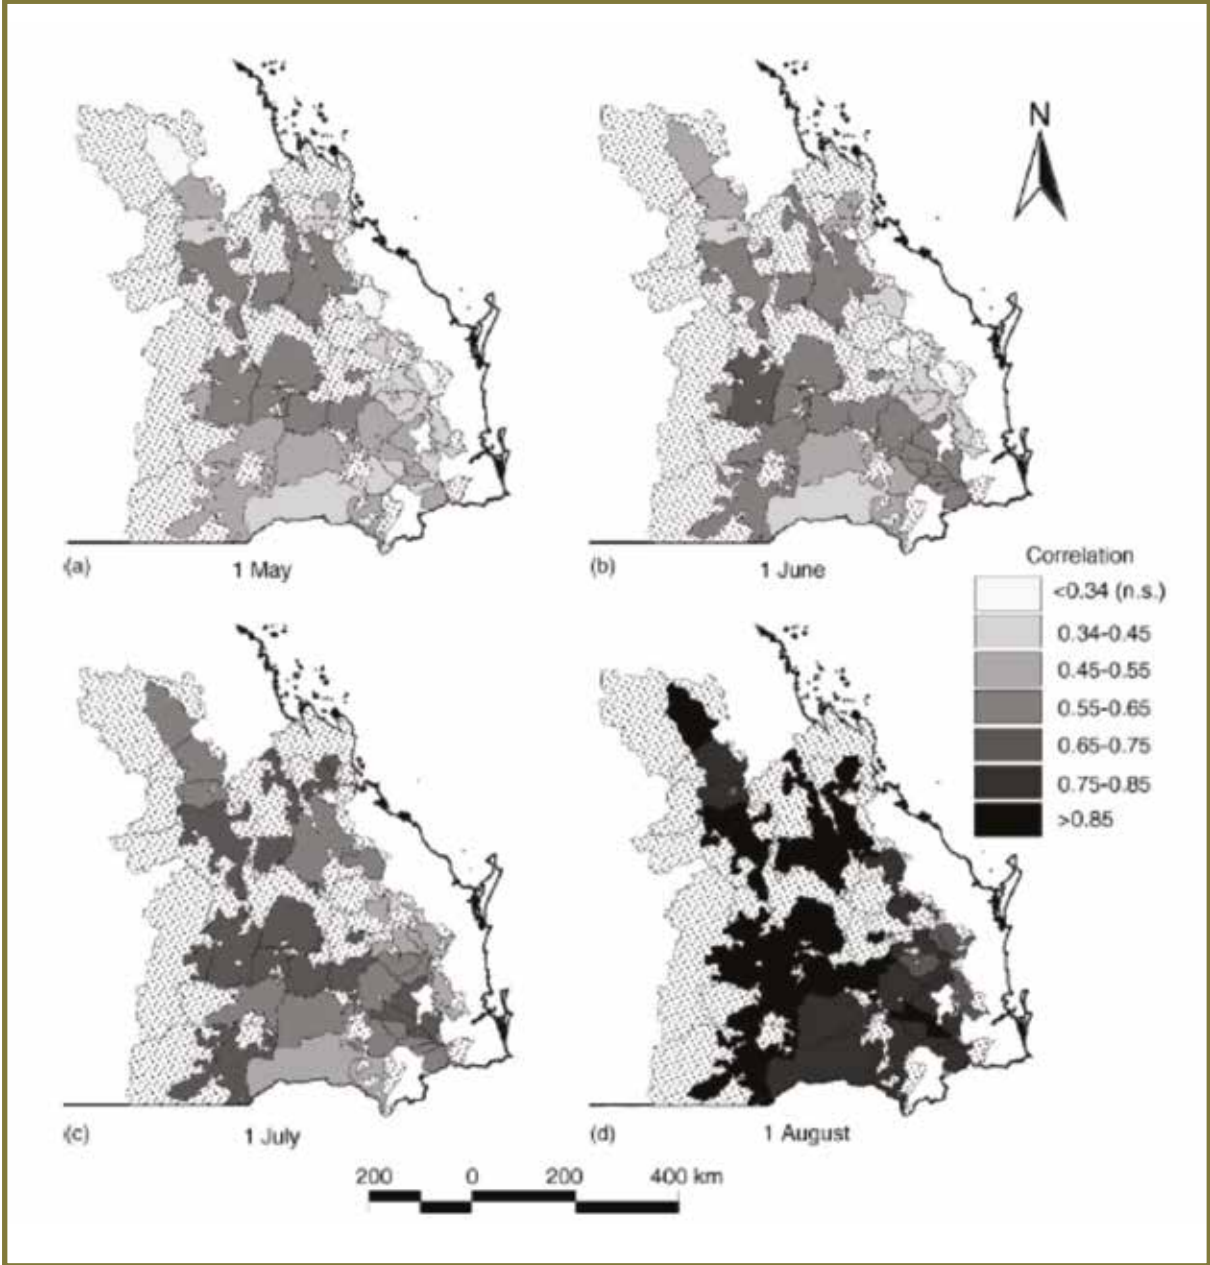 N
(a)
1 May
(b)
1 June
Correlation
<0.34 (n.s.)
0.34-0.45
0.45-0.55
0.55-0.65
0.65-0.75
0.75-0.85
>0.85
(c)
1 July
(d)
1 August
200 0 200 400 km